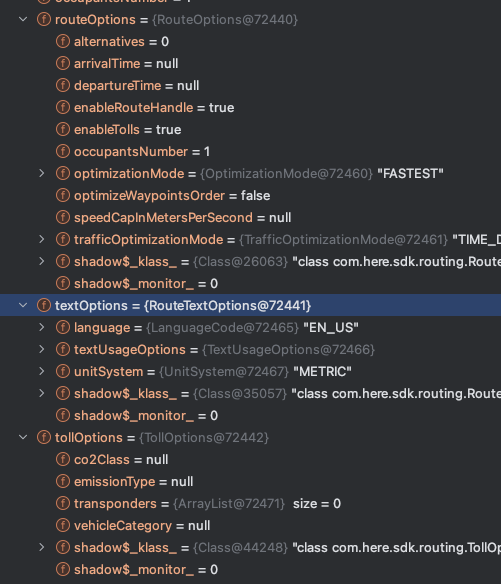 routeOptions = {RouteOptions@72440}
alternatives = 0
arrivalTime = null
departureTime = null
enableRouteHandle = true
enableTolls = true
occupantsNumber = 1
optimizationMode = {OptimizationMode@72460} "FASTEST"
optimizeWaypointsOrder = false
speedCapInMetersPerSecond = null
trafficOptimizationMode = {TrafficOptimizationMode@72461} "TIME_D
shadow$_klass_ = {Class@26063} "class com.here.sdk.routing.Route
shadow$_monitor_ = 0
textOptions = {RouteTextOptions@72441}
language = {LanguageCode@72465} "EN_US"
textUsageOptions = {TextUsageOptions@72466}
unitSystem = {UnitSystem@72467} "METRIC"
shadow$_klass_ = {Class@35057} "class com.here.sdk.routing.Route
shadow$_monitor_ = 0
tollOptions = {TollOptions@72442}
co2Class = null
emissionType = null
transponders = {ArrayList@72471} size = 0
vehicleCategory = null
shadow$_klass_ = {Class@44248} "class com.here.sdk.routing.TollOp
shadow$_monitor_ = 0